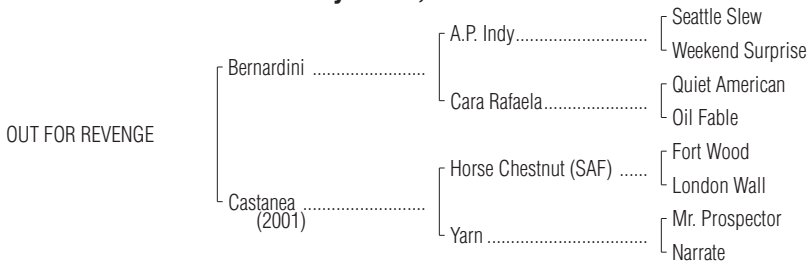 Seattle Slew
A.P. Indy
Weekend Surprise
Bernardini
Quiet American
Cara Rafaela
Oil Fable
OUT FOR REVENGE
Fort Wood
Horse Chestnut (SAF)
London Wall
Castanea
(2001)
Mr. Prospector
Yarn
Narrate